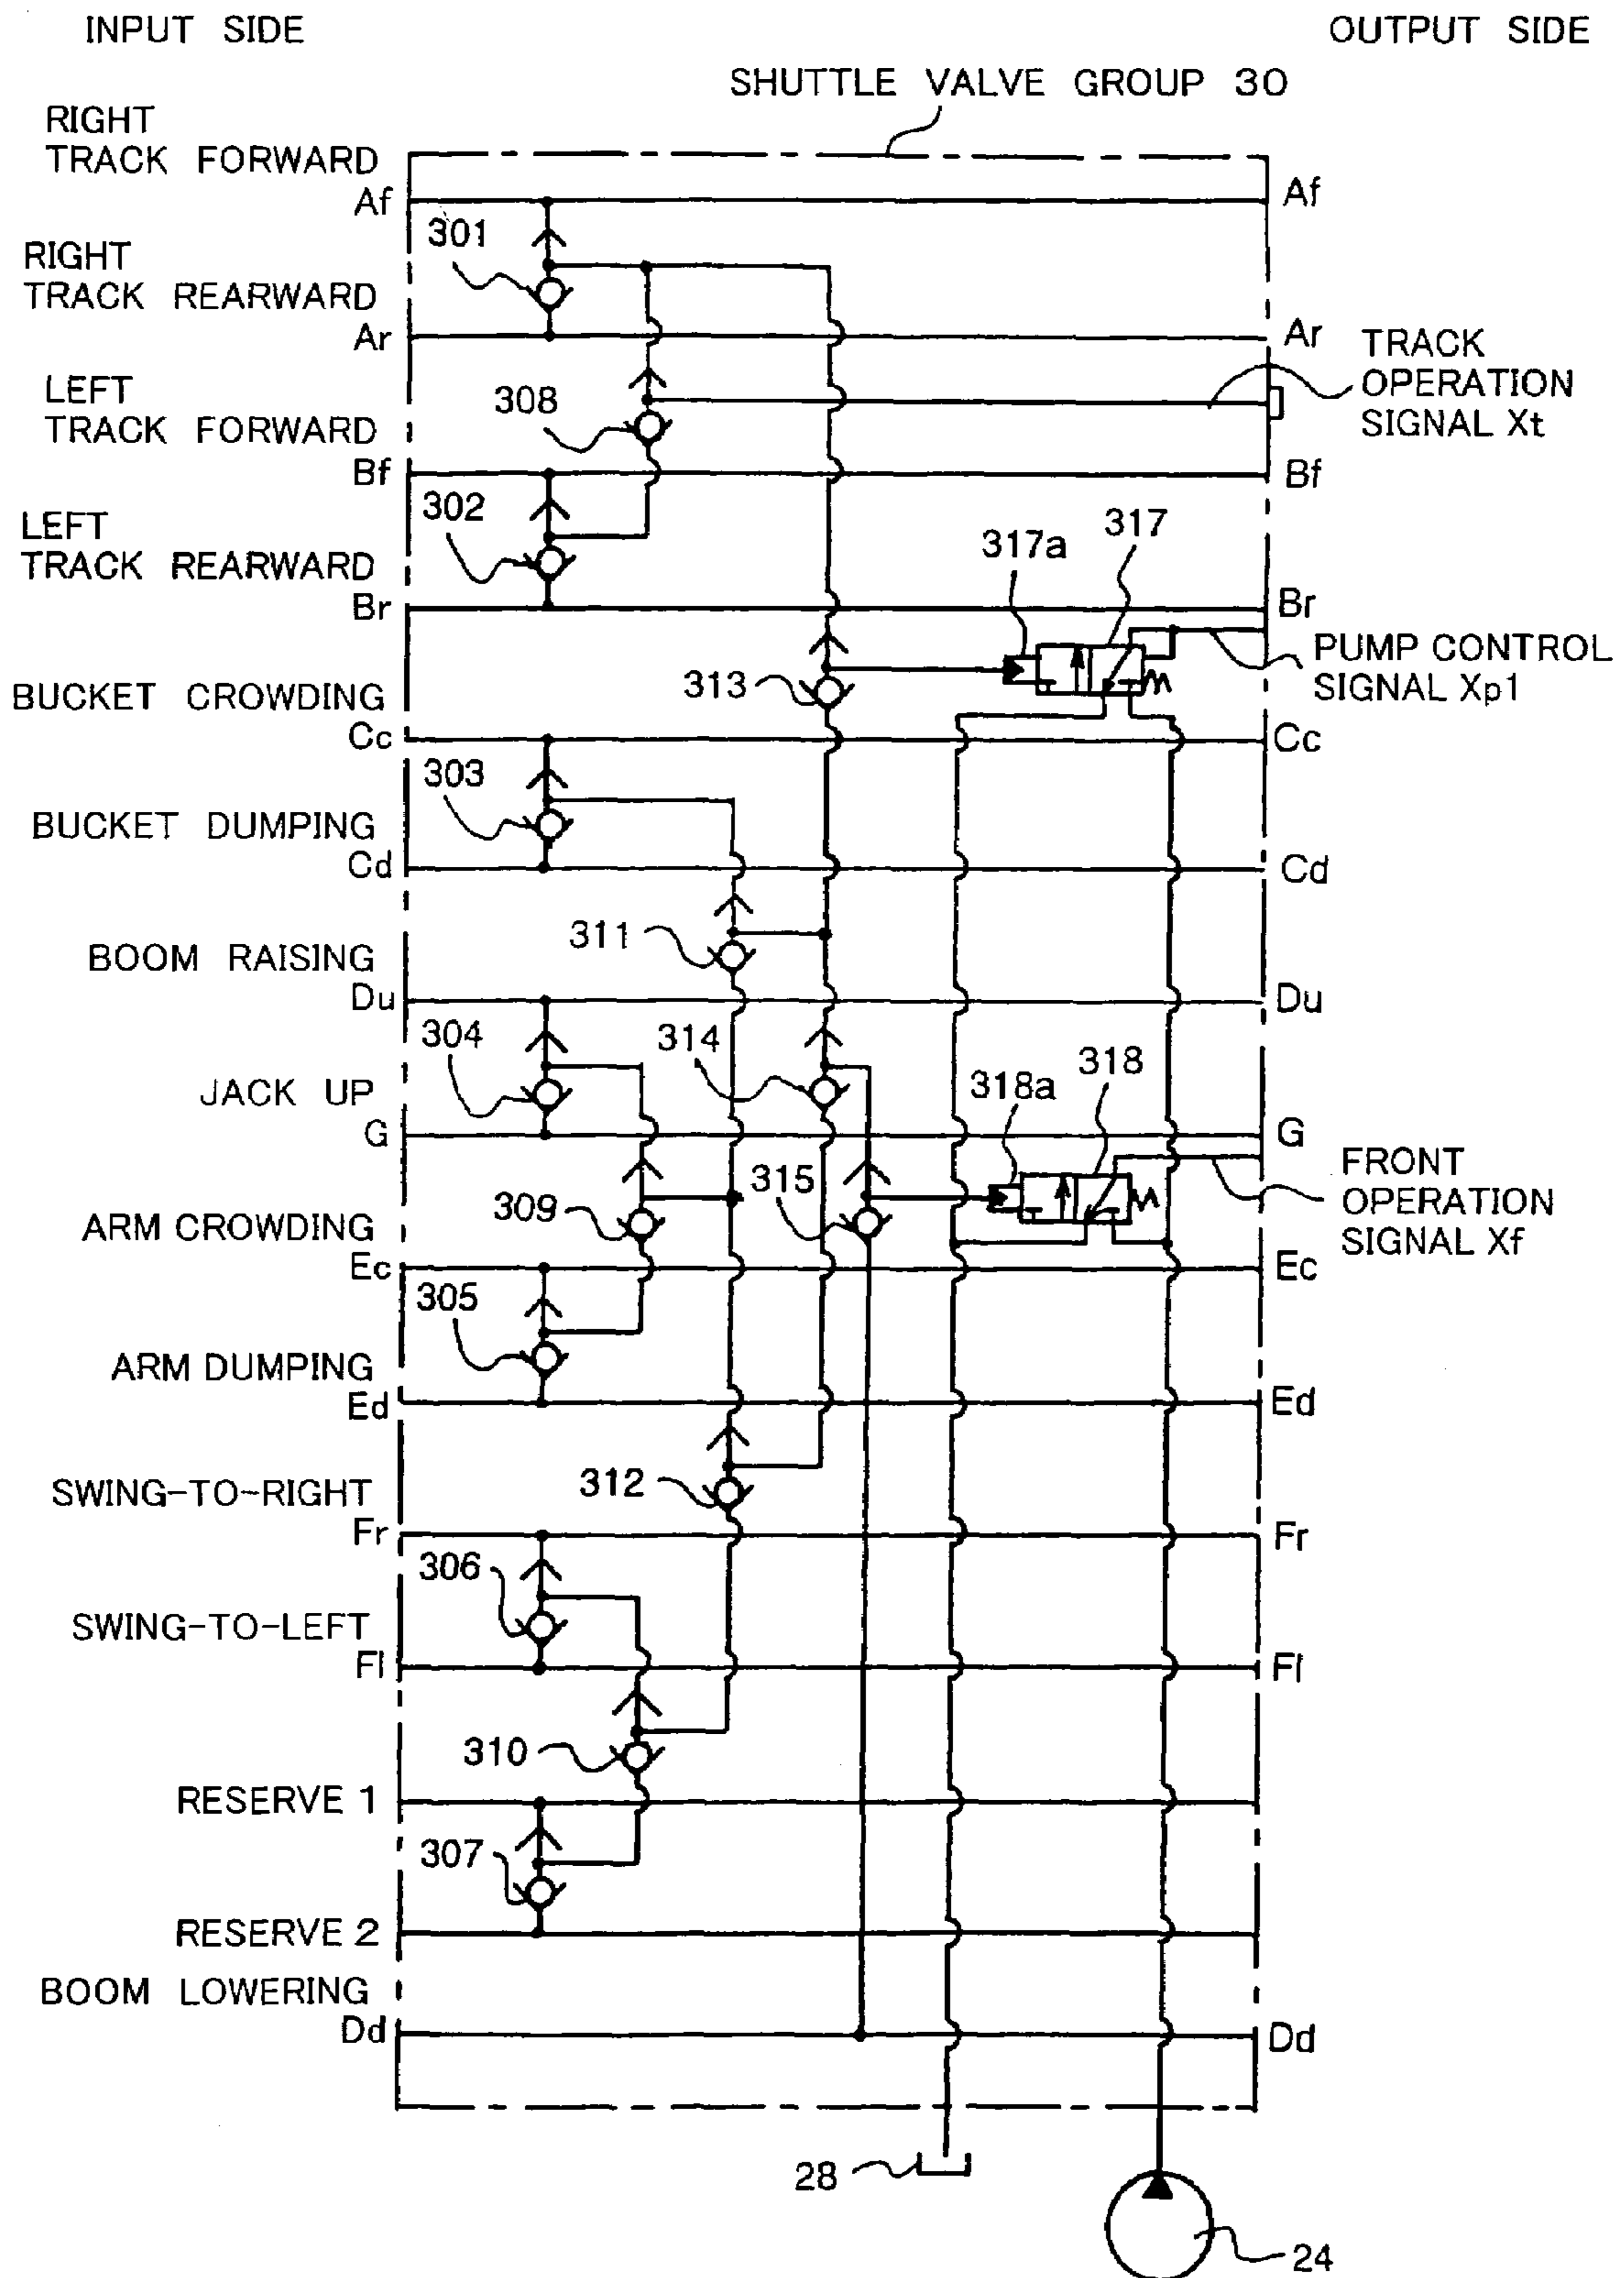 INPUT SIDE
OUTPUT SIDE
SHUTTLE VALVE GROUP 30
RIGHT
TRACK FORWARD
Af
Af
301
RIGHT
TRACK REARWARD
Ar
Ar
TRACK
OPERATION
SIGNAL Xt
LEFT
TRACK FORWARD
308
Bf
Bf
302
LEFT
TRACK REARWARD
317
317a
Br
Br
PUMP CONTROL
SIGNAL Xp1
313
BUCKET CROWDING
Cc
Cc
303
BUCKET DUMPING
Cd
Cd
311
BOOM RAISING
Du
Du
304
314
318
318a
JACK UP
G
G
FRONT
OPERATION
SIGNAL Xf
315
309
ARM CROWDING
Ec
Ec
305
ARM DUMPING
Ed
Ed
312
SWING-TO-RIGHT
Fr
Fr
306
SWING-TO-LEFT
Fl
Fl
310
RESERVE 1
307
RESERVE 2
BOOM LOWERING
Dd
Dd
28
24